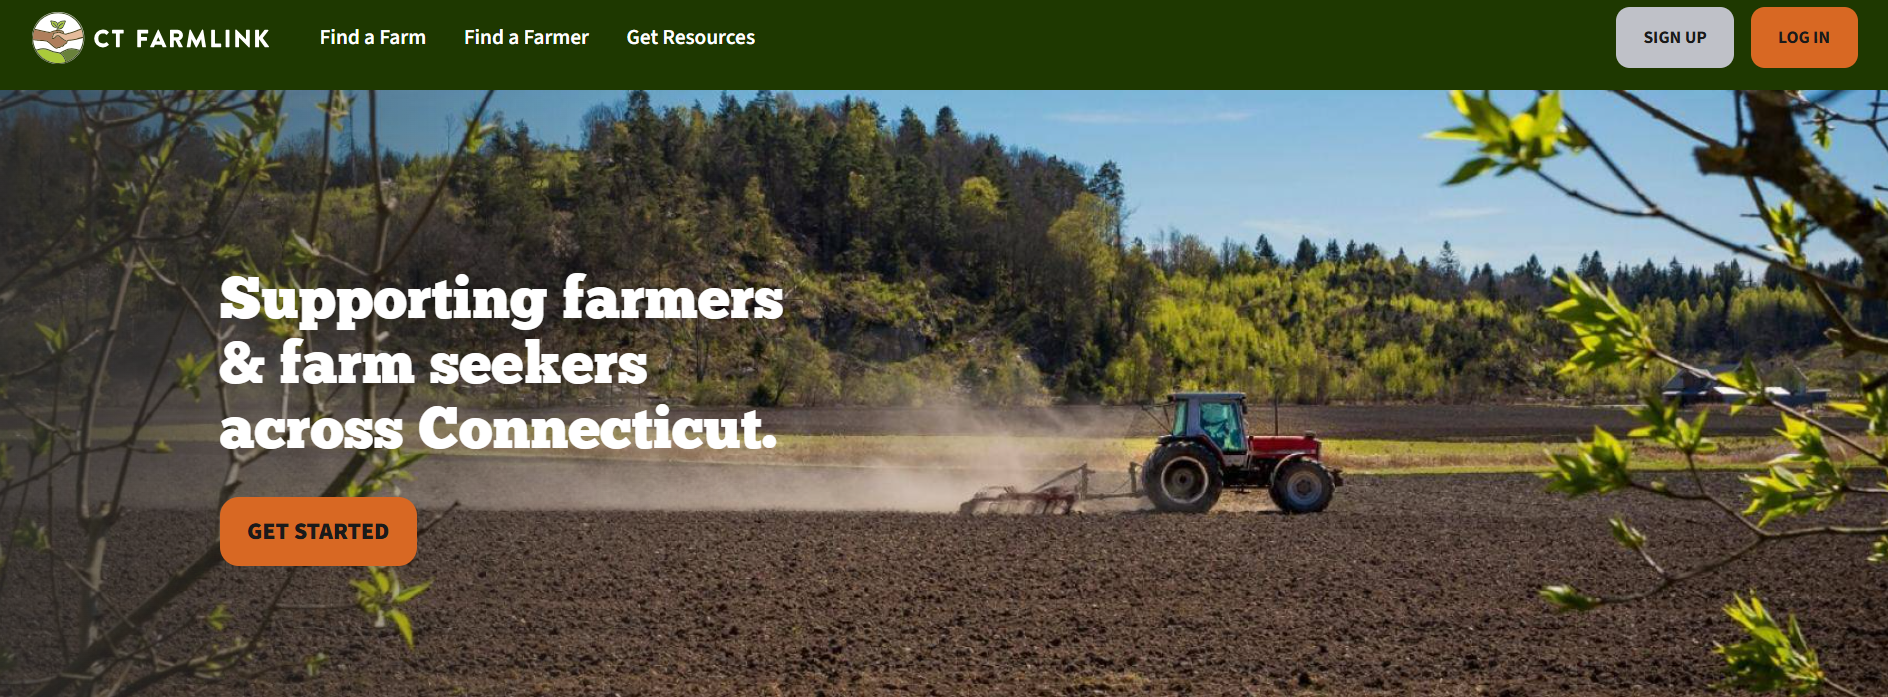 CT FARMLINK
Find a Farm
Find a Farmer
Get Resources
SIGN UP
LOG IN
Supporting farmers
& farm seekers
across Connecticut.
GET STARTED